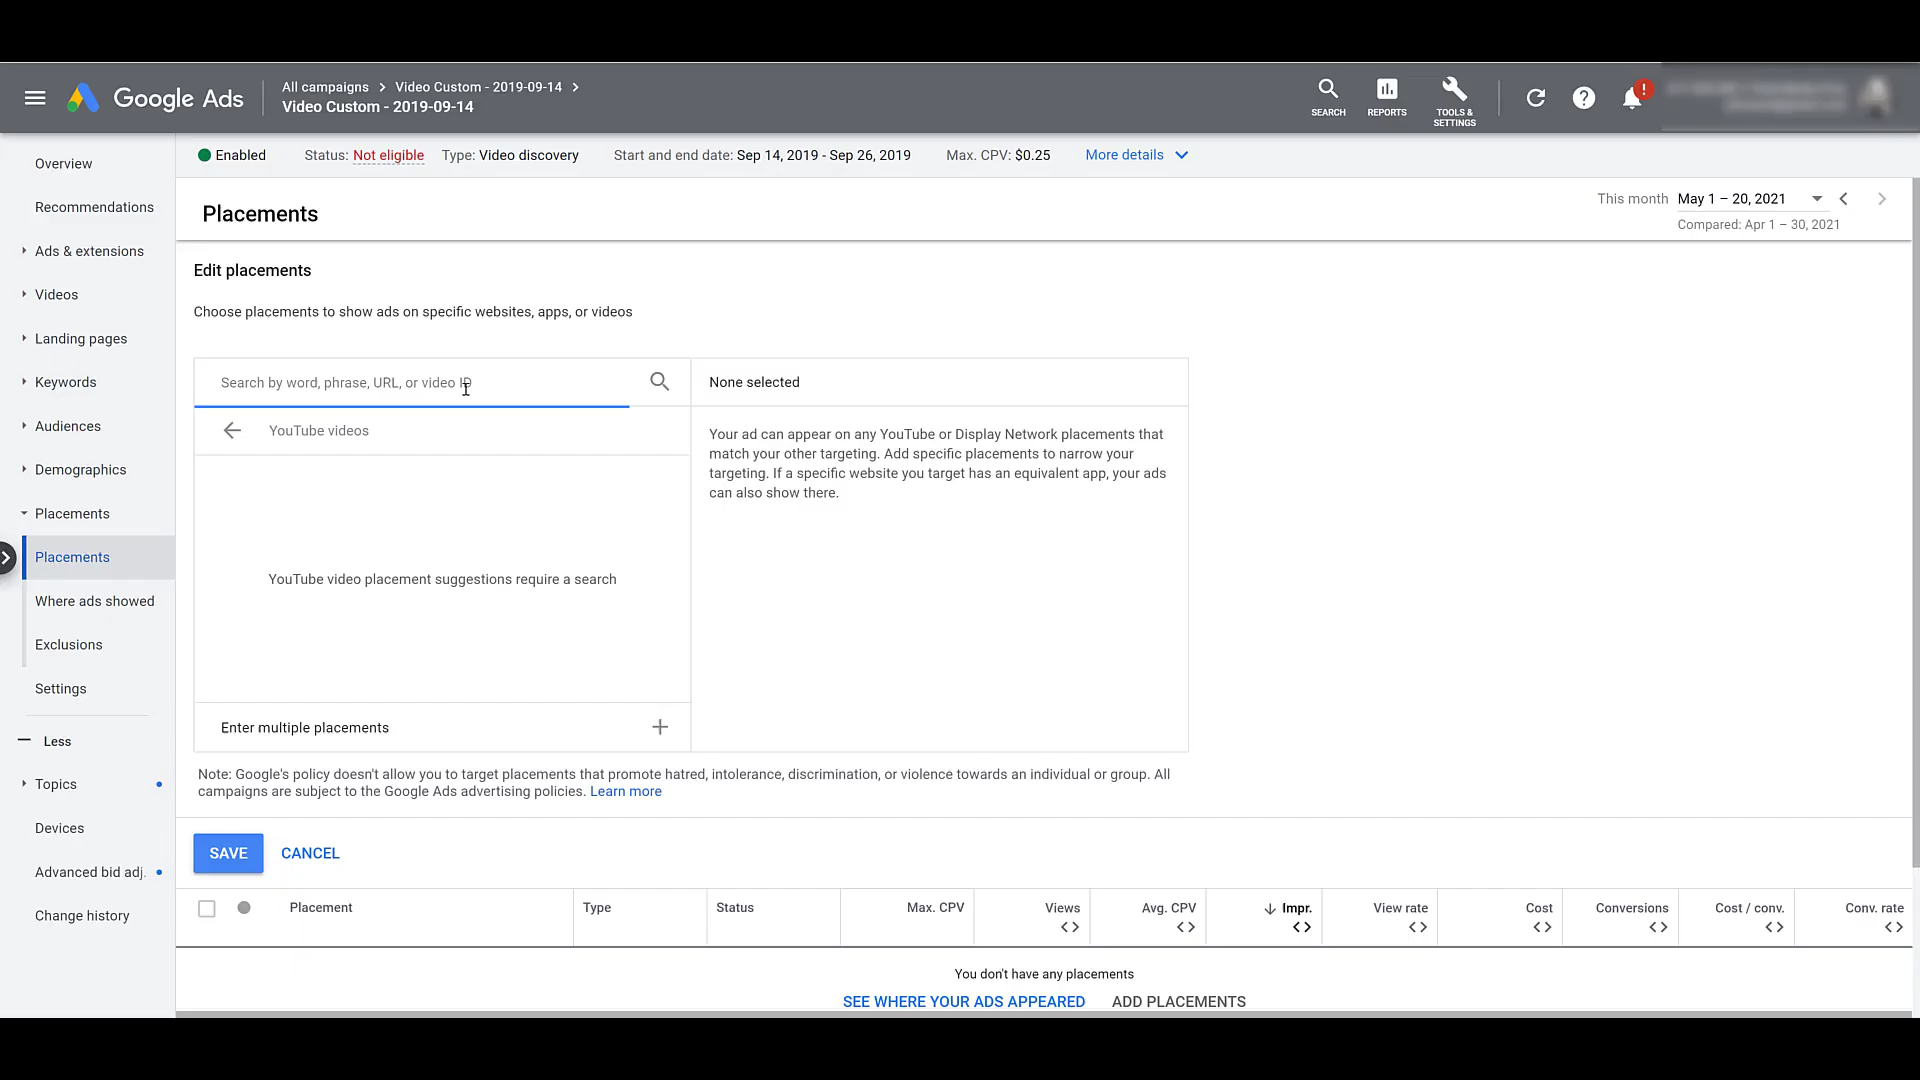 Google Ads
All campaigns > Video Custom - 2019-09-14 >
Video Custom - 2019-09-14
SEARCH
REPORTS
TOOLS &
SETTINGS
!
Enabled Status: Not eligible Type: Video discovery Start and end date: Sep 14, 2019 - Sep 26, 2019 Max. CPV: $0.25 More details
Overview
Recommendations
Ads & extensions
Videos
Landing pages
Keywords
Audiences
Demographics
Placements
Placements
Where ads showed
Exclusions
Settings
Less
Topics
Devices
Advanced bid adj.
Change history
Placements
This month May 1 – 20, 2021
Compared: Apr 1 – 30, 2021
Edit placements
Choose placements to show ads on specific websites, apps, or videos
Search by word, phrase, URL, or video ID
YouTube videos
YouTube video placement suggestions require a search
Enter multiple placements
None selected
Your ad can appear on any YouTube or Display Network placements that
match your other targeting. Add specific placements to narrow your
targeting. If a specific website you target has an equivalent app, your ads
can also show there.
Note: Google's policy doesn't allow you to target placements that promote hatred, intolerance, discrimination, or violence towards an individual or group. All
campaigns are subject to the Google Ads advertising policies. Learn more
SAVE CANCEL
Placement Type Status Max. CPV Views Avg. CPV Impr. View rate Cost Conversions Cost / conv. Conv. rate
You don't have any placements
SEE WHERE YOUR ADS APPEARED ADD PLACEMENTS